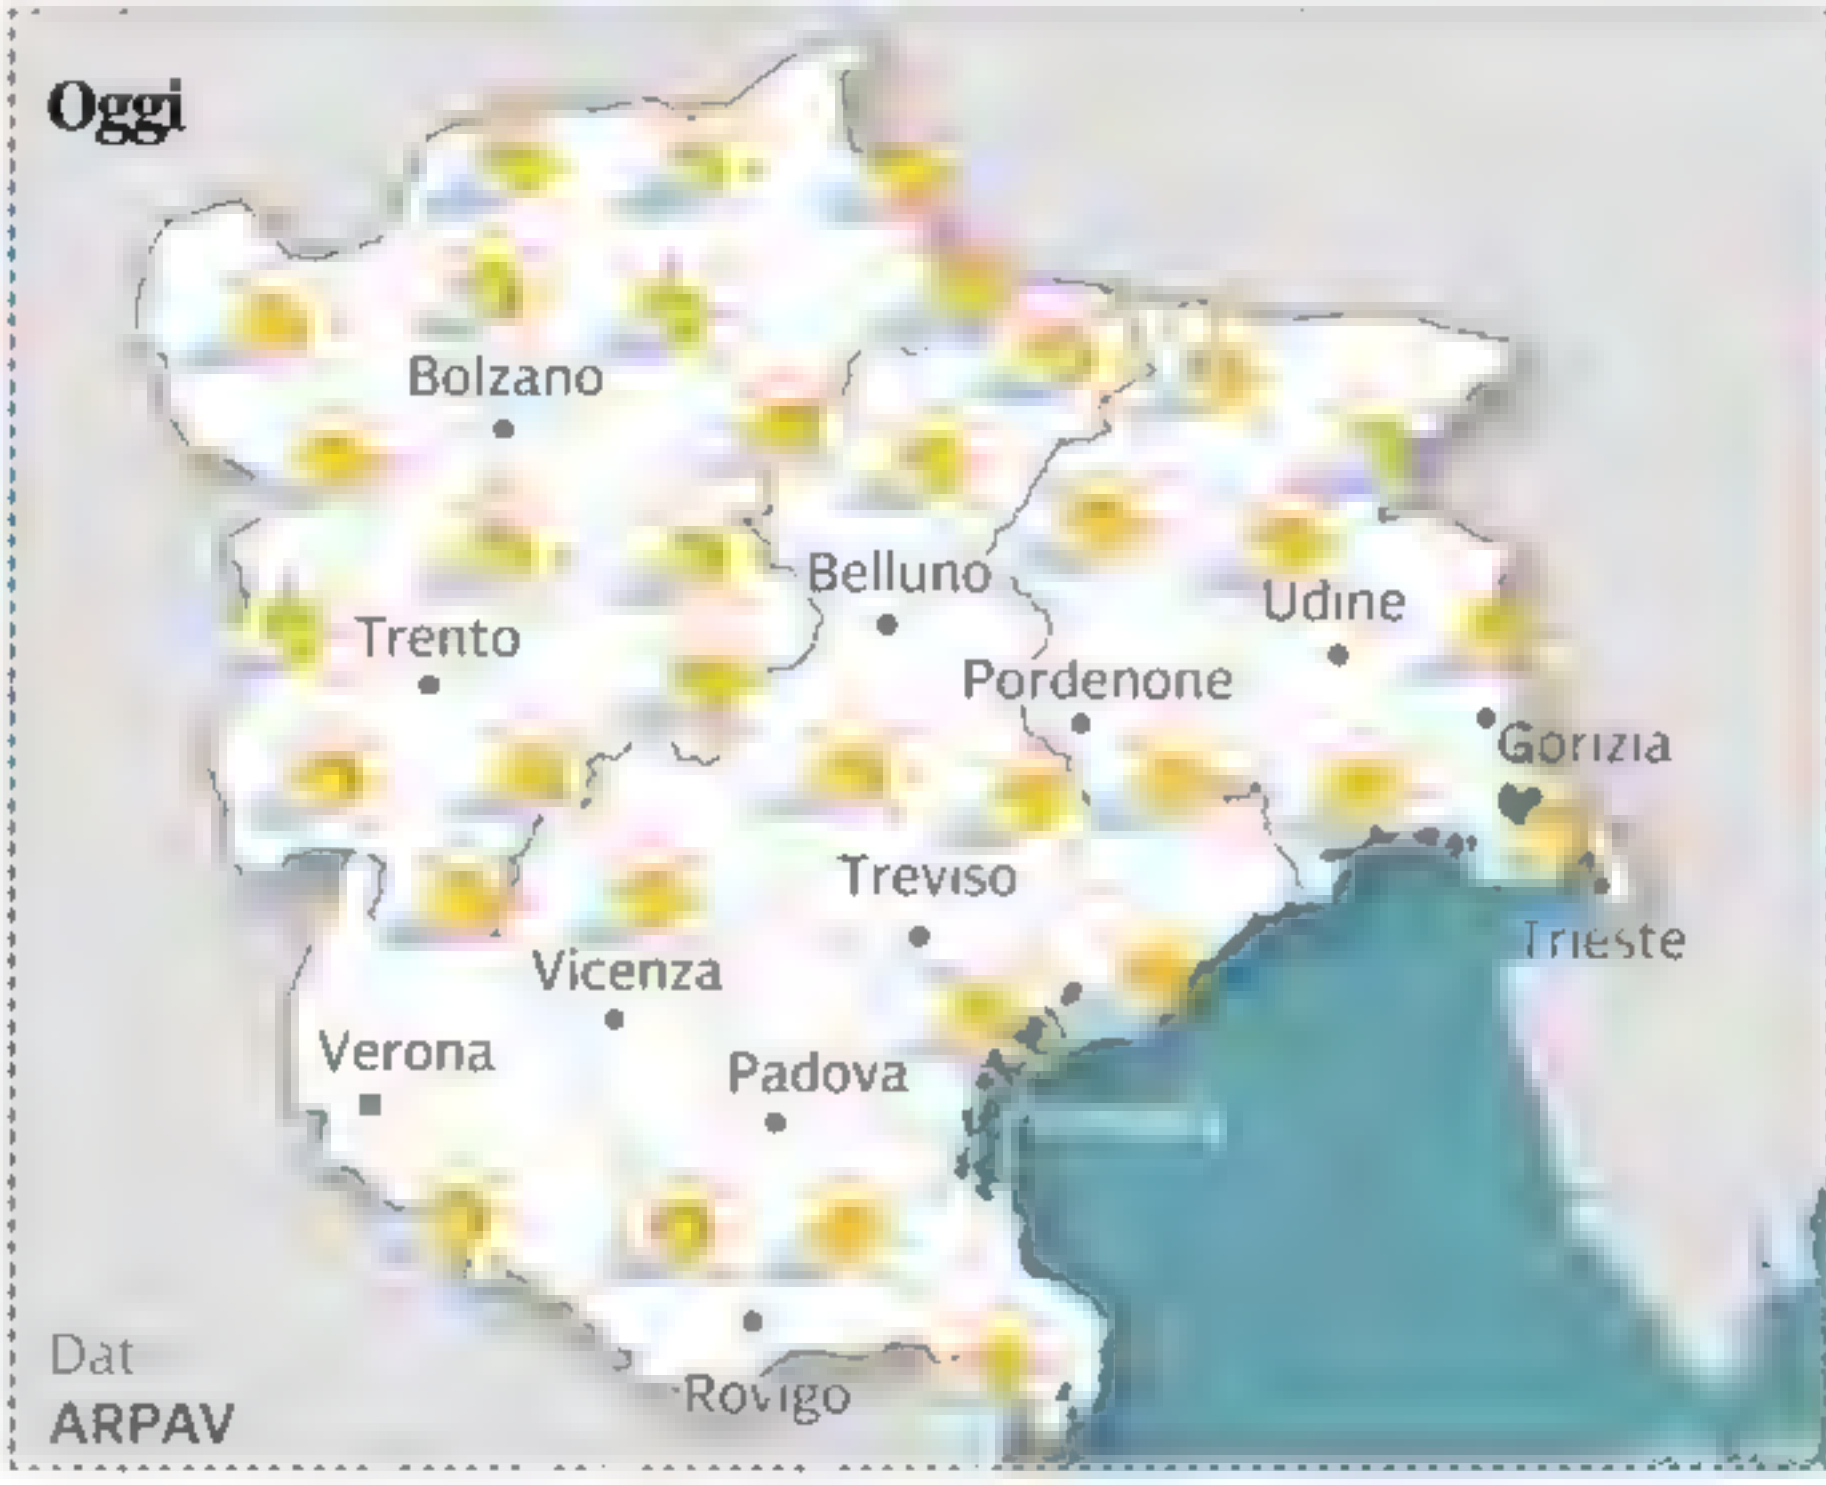 Oggi
Bolzano
Belluno
Udine
Trento
Pordenone
Gorizia
Treviso
Trieste
Vicenza
Verona
Padova
Dat
Rovigo
ARPAV